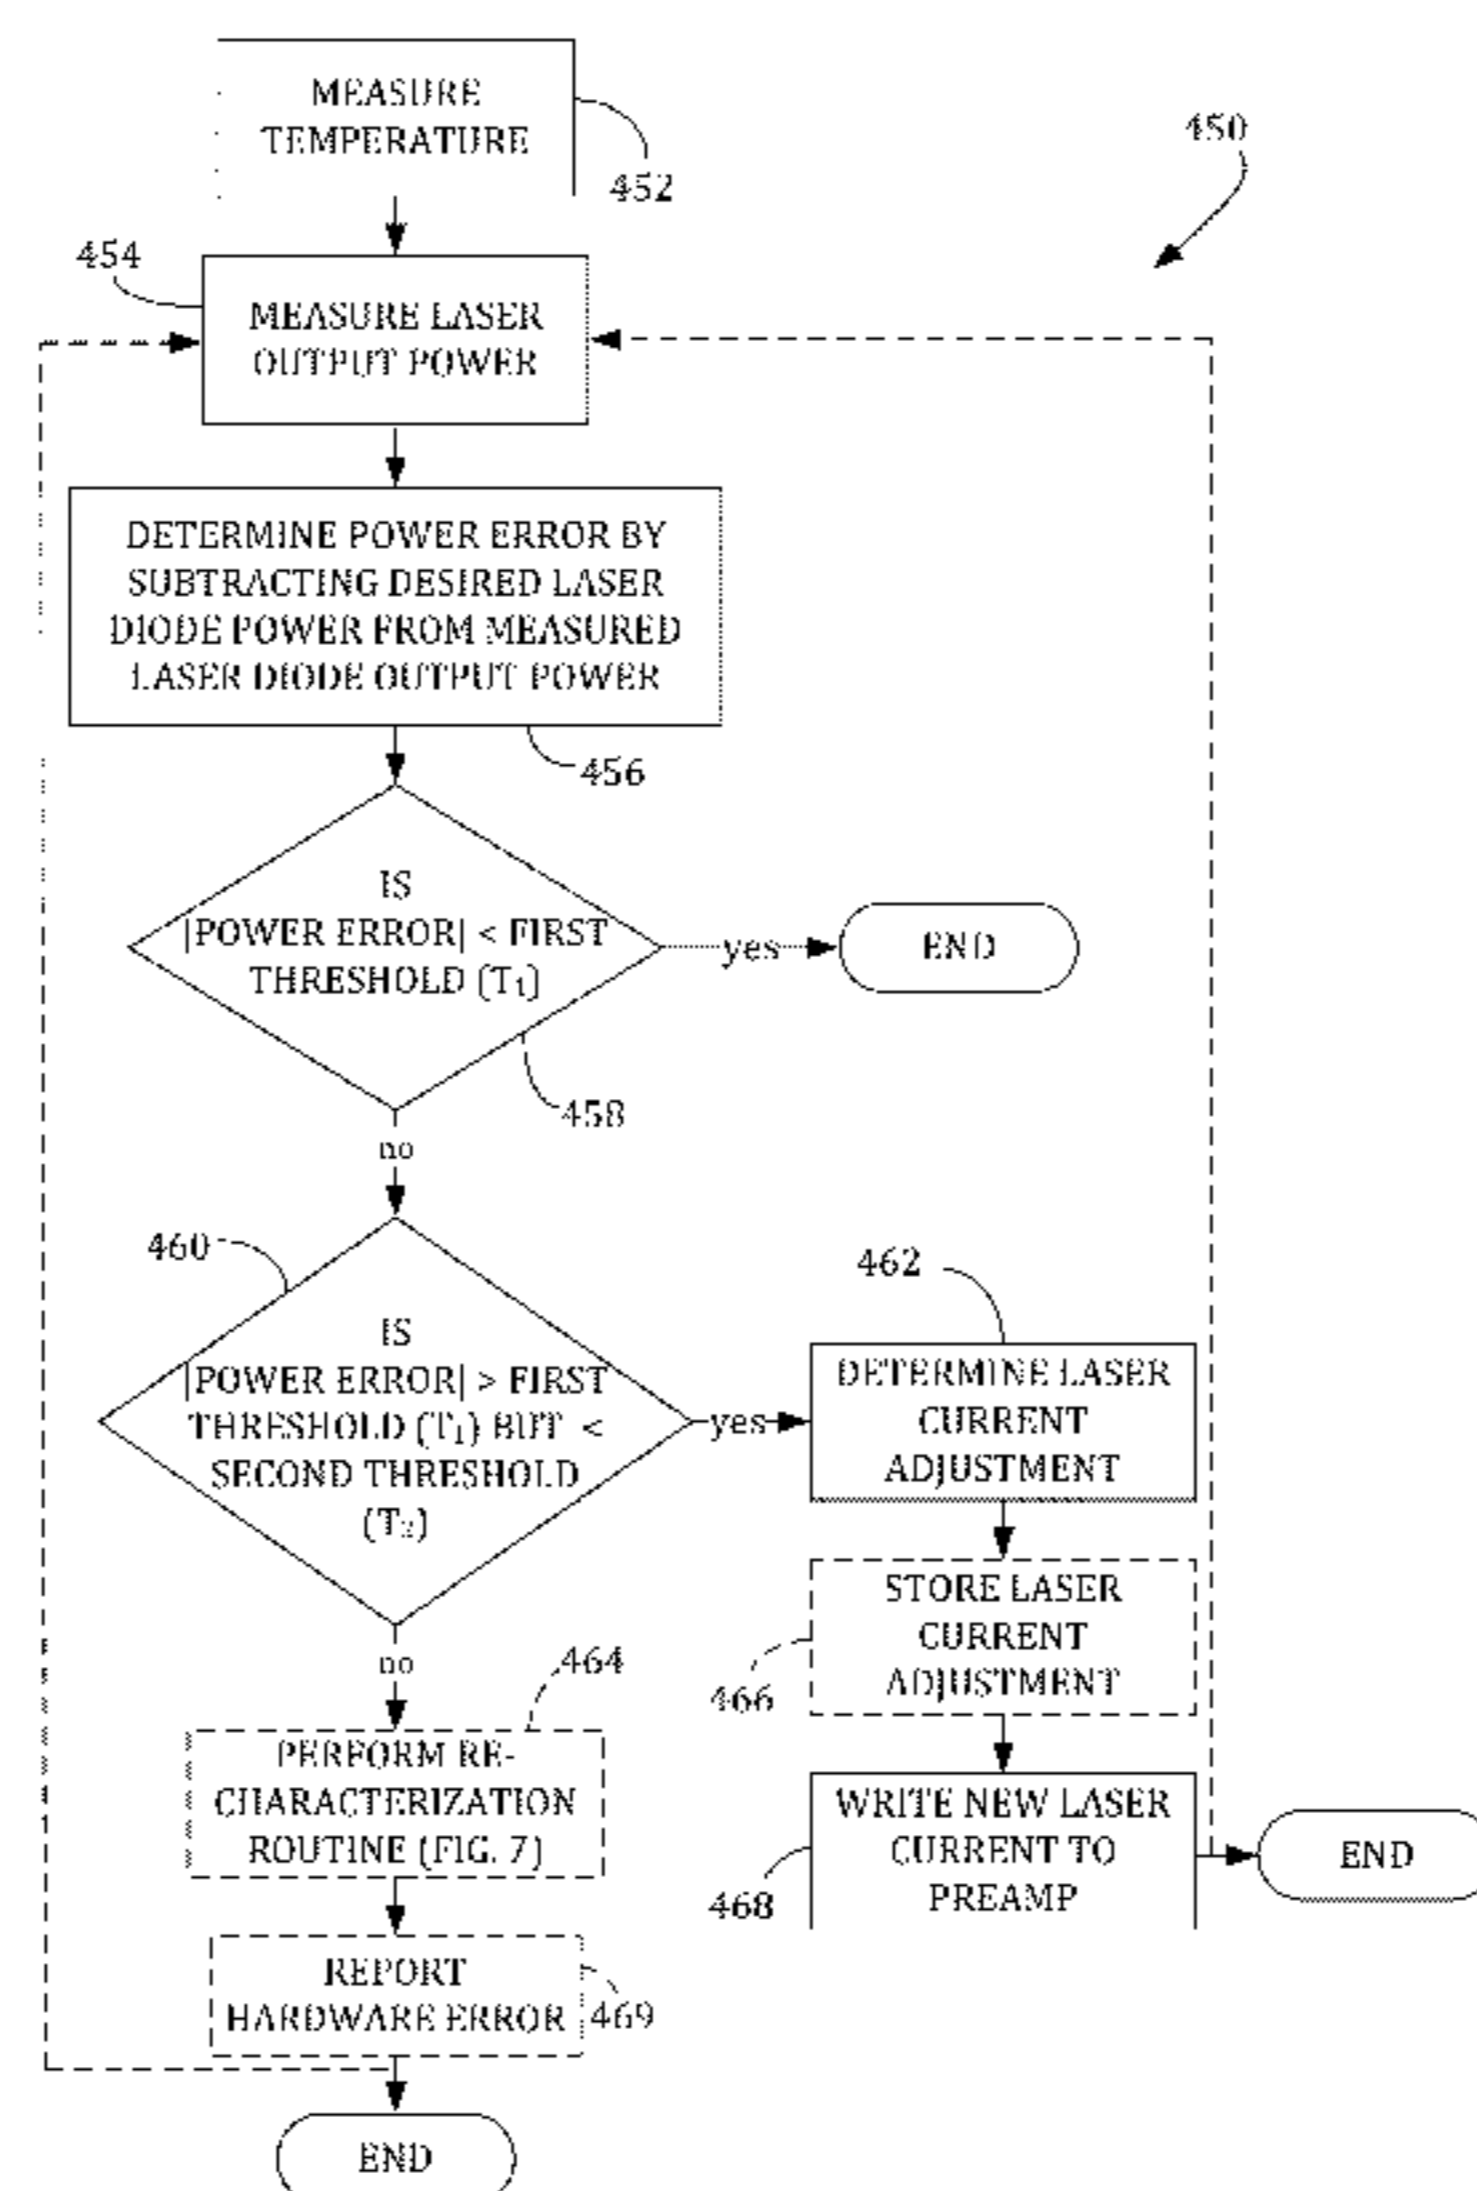 MEASURE
TEMPERATURE
452
450
454
MEASURE LASER
OUTPUT POWER
DETERMINE POWER ERROR BY
SUBTRACTING DESIRED LASER
DIODE POWER FROM MEASURED
LASER DIODE OUTPUT POWER
456
IS
|POWER ERROR| < FIRST
THRESHOLD (T₁)
yes
END
458
no
460
IS
|POWER ERROR| > FIRST
THRESHOLD (T₁) BUT <
SECOND THRESHOLD
(T₂)
yes
462
DETERMINE LASER
CURRENT
ADJUSTMENT
STORE LASER
CURRENT
ADJUSTMENT
466
no
464
PERFORM RE-
CHARACTERIZATION
ROUTINE (FIG. 7)
WRITE NEW LASER
CURRENT TO
PREAMP
468
END
REPORT
HARDWARE ERROR
469
END